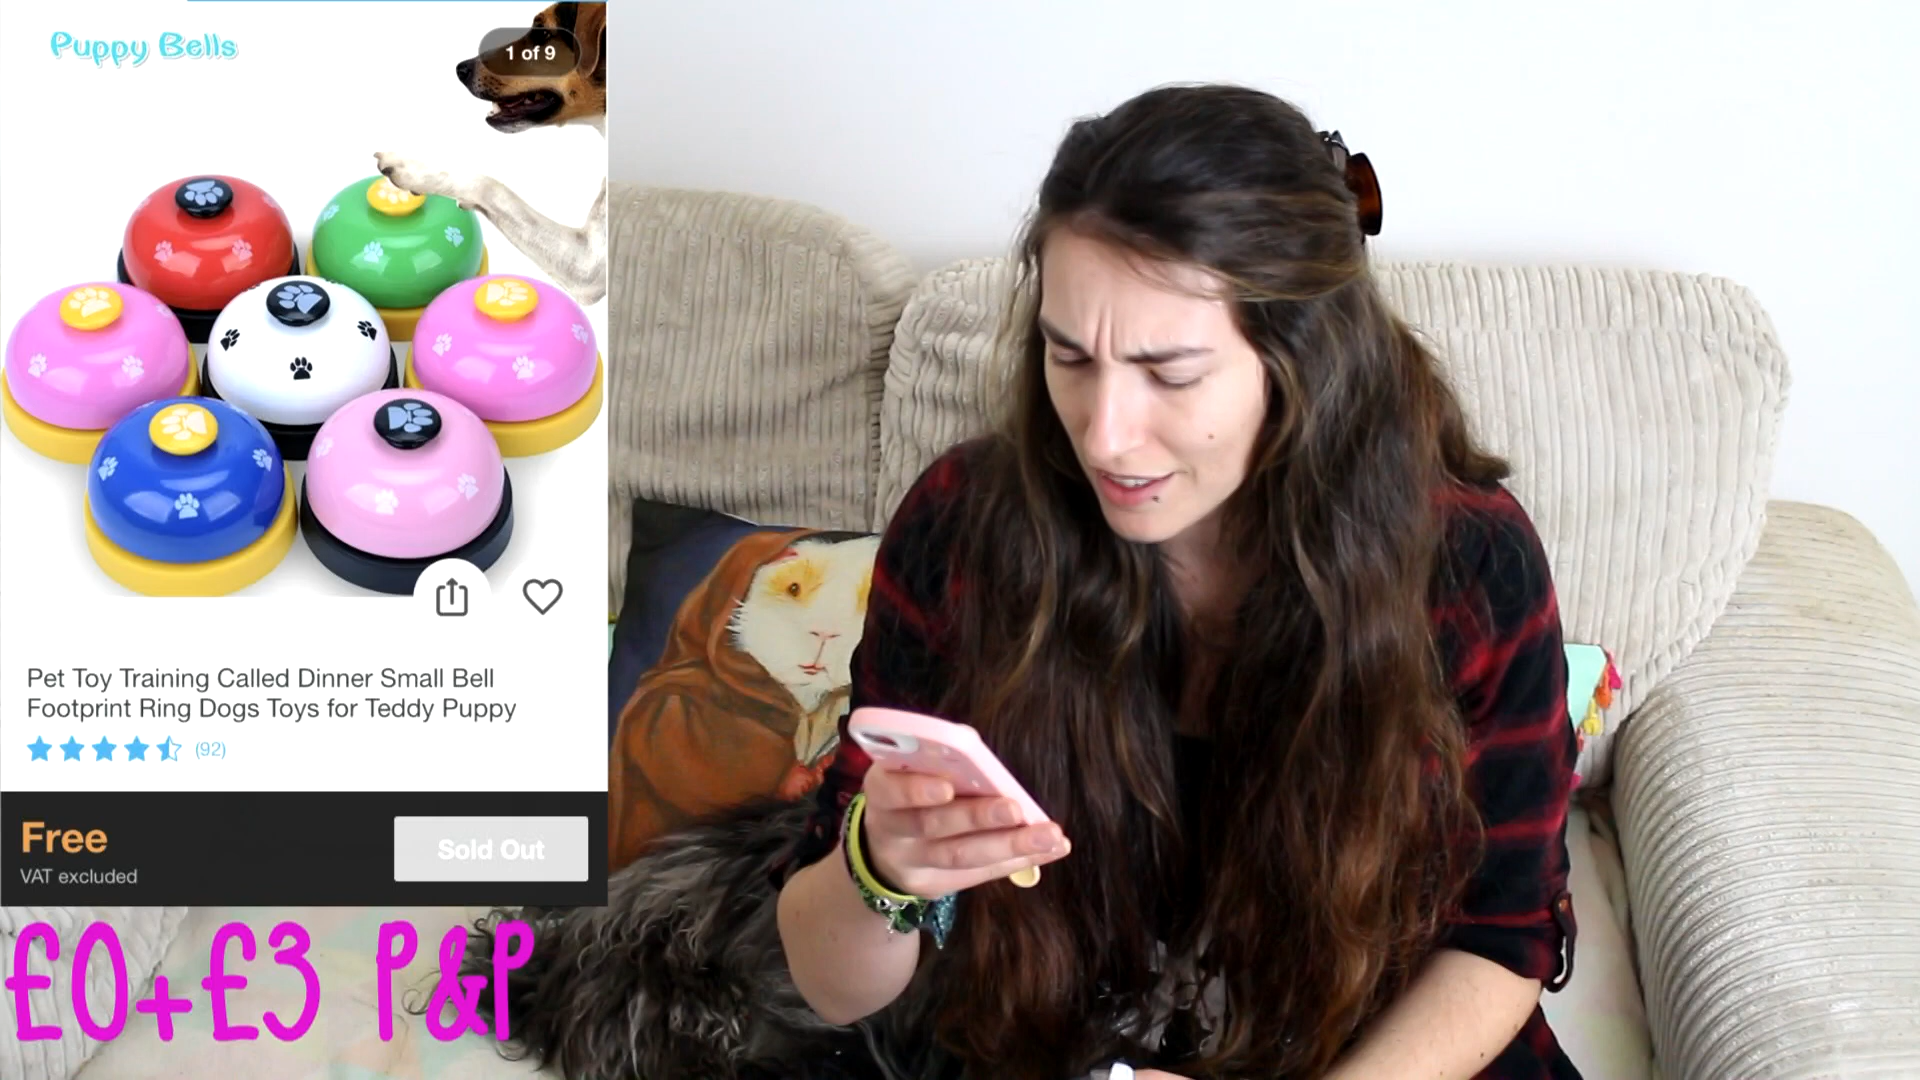 Puppy Bells
1 of 9
Pet Toy Training Called Dinner Small Bell
Footprint Ring Dogs Toys for Teddy Puppy
(92)
Free
Sold Out
VAT excluded
£0+£3 P&P